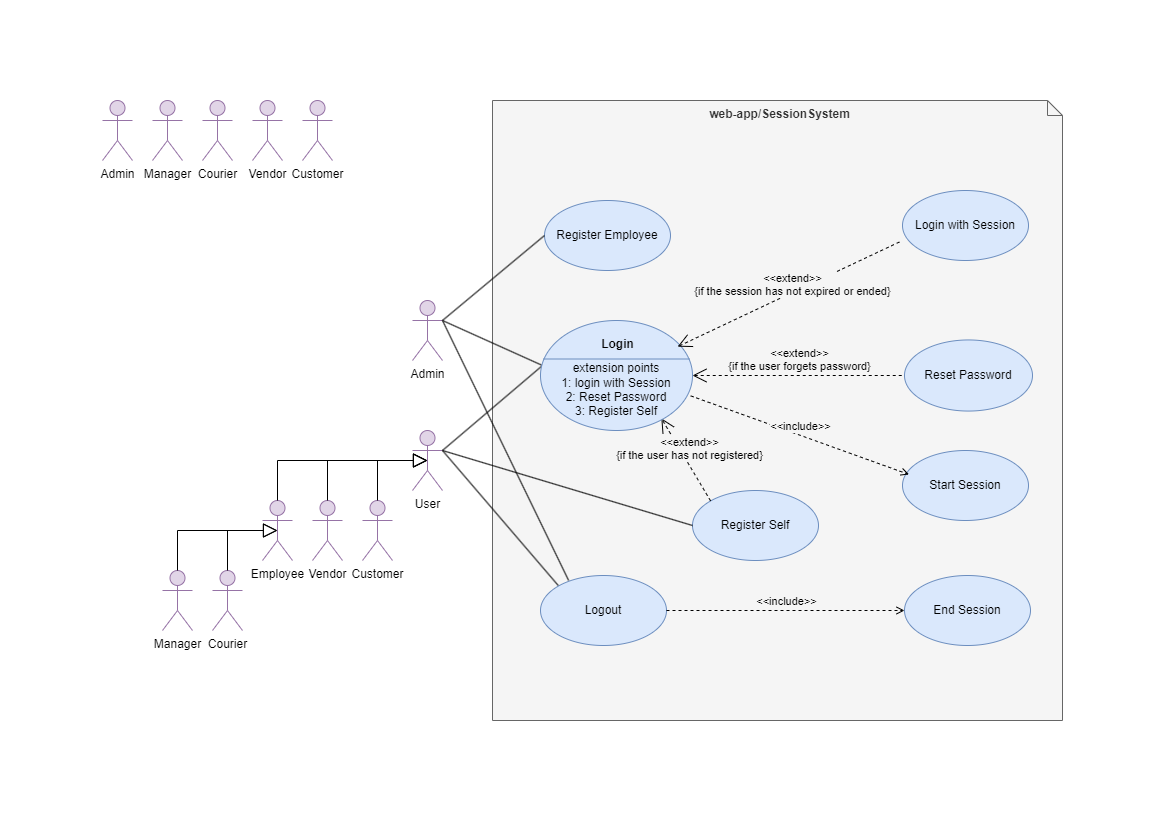 web-app/SessionSystem
Admin
Manager
Courier
Vendor
Customer
Register Employee
Login with Session
<<extend>>
{if the session has not expired or ended}
Admin
Login
extension points
1: login with Session
2: Reset Password
3: Register Self
<<extend>>
{if the user forgets password}
Reset Password
<<include>>
<<extend>>
{if the user has not registered}
Start Session
User
Register Self
Employee
Vendor
Customer
Manager
Courier
Logout
<<include>>
End Session